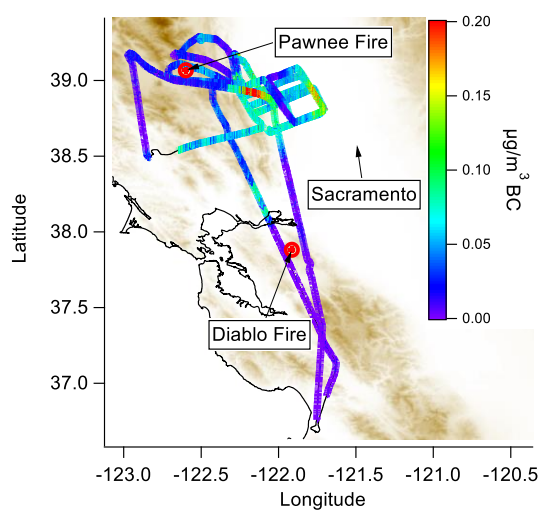 Pawnee Fire
0.20
39.0
0.15
38.5
0.10
µg/m³ BC
Sacramento
Latitude
38.0
0.05
37.5
Diablo Fire
0.00
37.0
-123.0 -122.5 -122.0 -121.5 -121.0 -120.5
Longitude